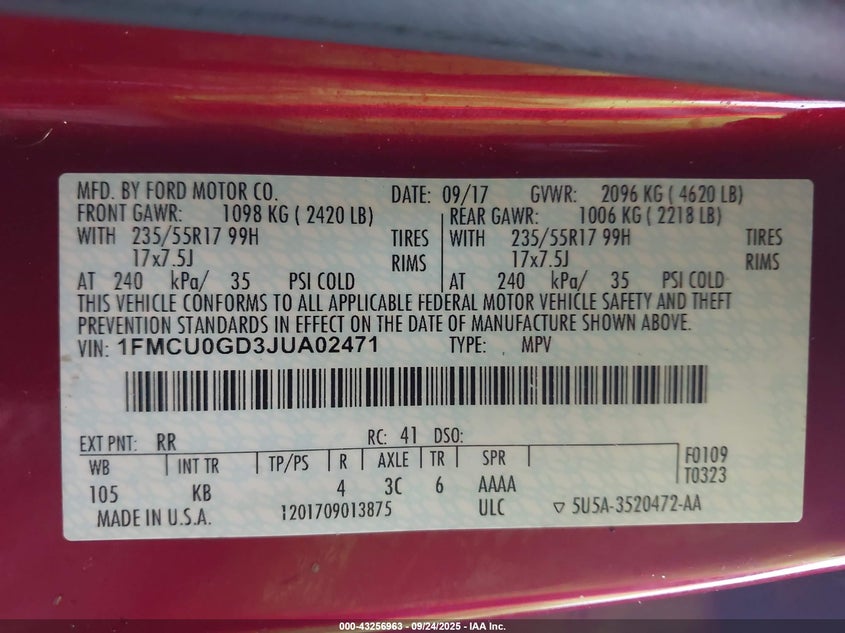 MFD. BY FORD MOTOR CO. DATE: 09/17 GVWR: 2096 KG ( 4620 LB)
FRONT GAWR: 1098 KG ( 2420 LB) REAR GAWR: 1006 KG ( 2218 LB)
WITH 235/55R17 99H TIRES WITH 235/55R17 99H TIRES
17x7.5J RIMS 17x7.5J RIMS
AT 240 kPa/ 35 PSI COLD AT 240 kPa/ 35 PSI COLD
THIS VEHICLE CONFORMS TO ALL APPLICABLE FEDERAL MOTOR VEHICLE SAFETY AND THEFT
PREVENTION STANDARDS IN EFFECT ON THE DATE OF MANUFACTURE SHOWN ABOVE.
VIN: 1FMCU0GD3JUA02471 TYPE: MPV
EXT PNT: RR RC: 41 DSO:
WB INT TR TP/PS R AXLE TR SPR F0109
105 KB 4 3C 6 AAAA T0323
MADE IN U.S.A. 1201709013875 ULC ▽ 5U5A-3520472-AA
000-43256963 - 09/24/2025 - IAA Inc.